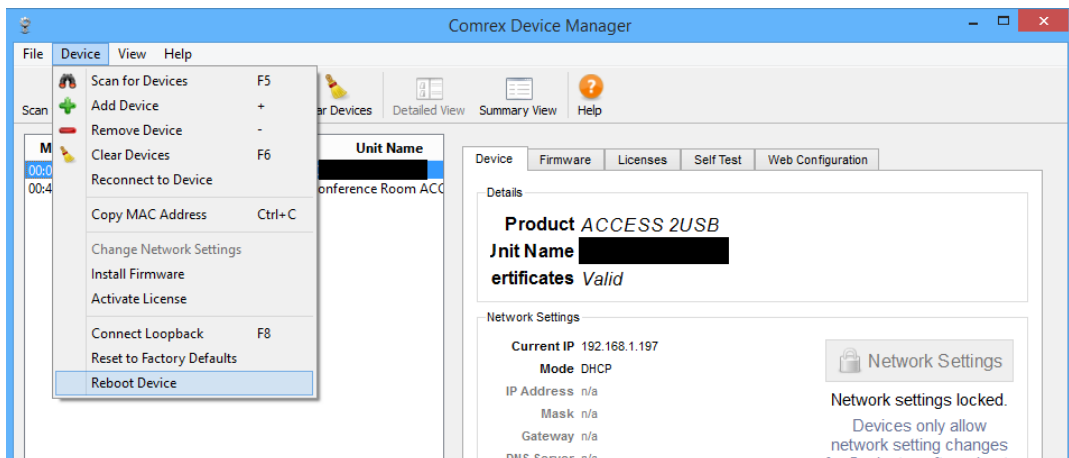 Comrex Device Manager
File Device View Help
Scan for Devices F5
Add Device +
Remove Device -
Clear Devices F6
Reconnect to Device
Copy MAC Address Ctrl+C
Change Network Settings
Install Firmware
Activate License
Connect Loopback F8
Reset to Factory Defaults
Reboot Device
Scan ar Devices Detailed View Summary View Help
M Unit Name
00:0
00:4 onference Room ACC
Device Firmware Licenses Self Test Web Configuration
Details
Product ACCESS 2USB
Unit Name
ertificates Valid
Network Settings
Current IP 192.168.1.197
Mode DHCP
IP Address n/a
Mask n/a
Gateway n/a
DNS Server n/a
Network Settings
Network settings locked.
Devices only allow
network setting changes